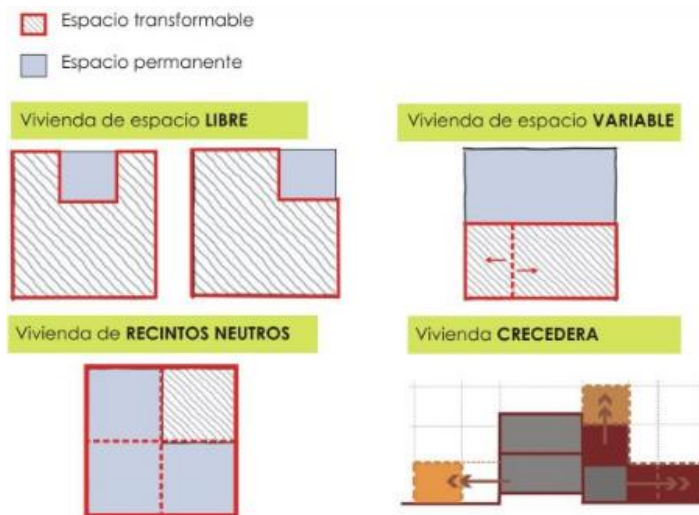 Espacio transformable
Espacio permanente
Vivienda de espacio LIBRE
Vivienda de espacio VARIABLE
Vivienda de RECINTOS NEUTROS
Vivienda CRECEDERA